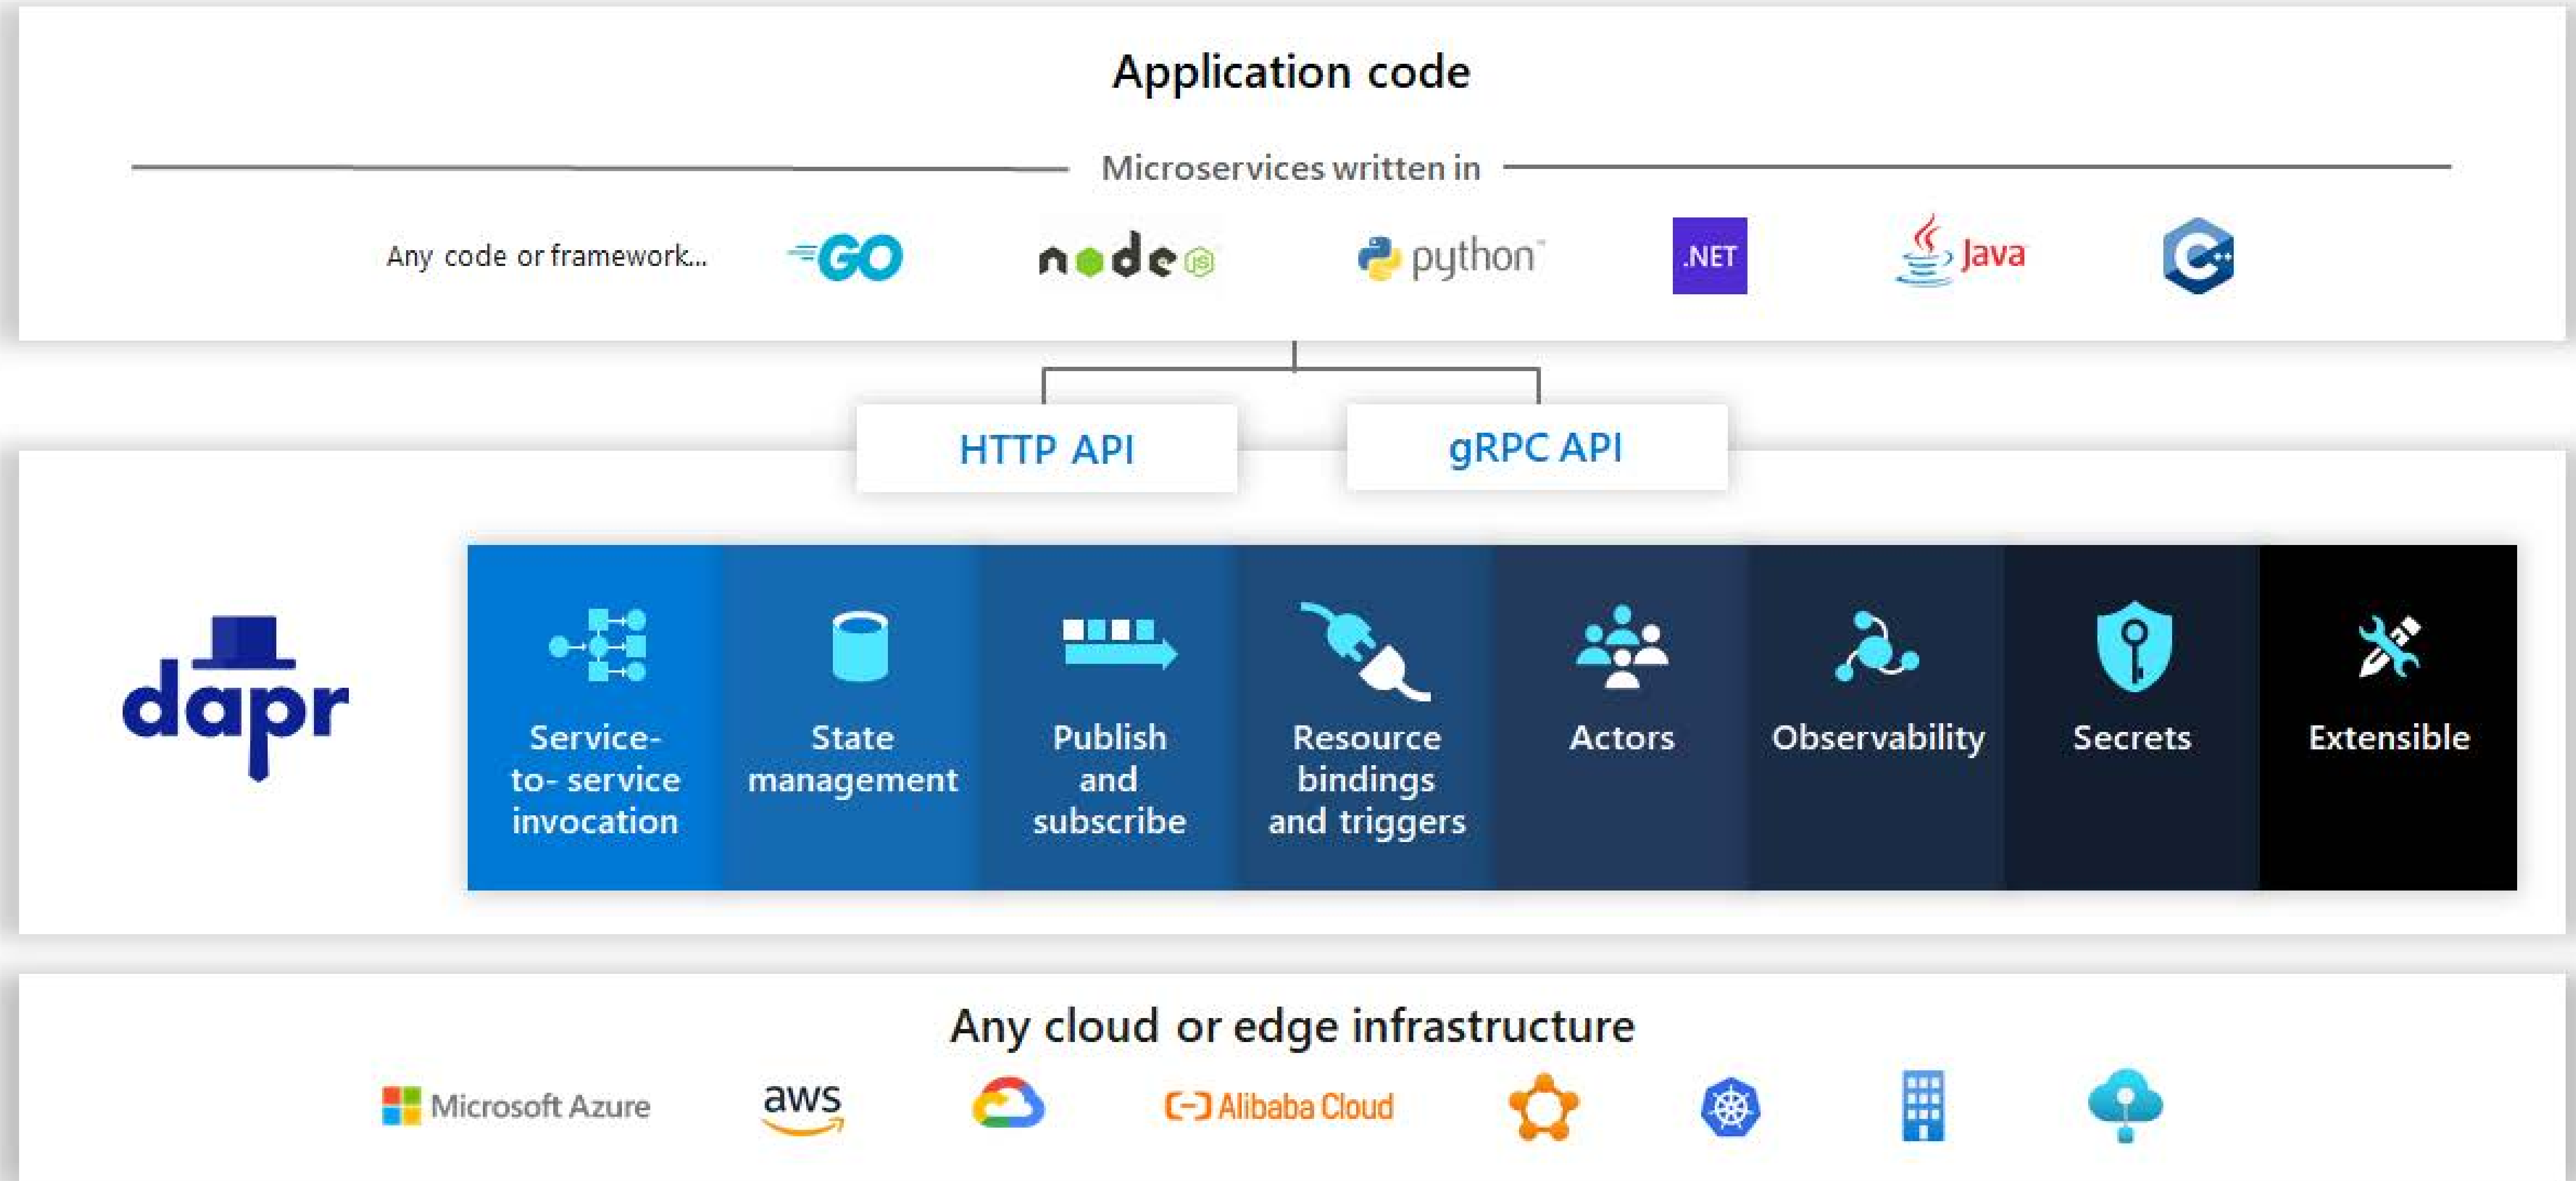 Application code
Microservices written in
Any code or framework...
GO
node
JS
python™
.NET
Java
C++
HTTP API
gRPC API
dapr
Service-
to- service
invocation
State
management
Publish
and
subscribe
Resource
bindings
and triggers
Actors
Observability
Secrets
Extensible
Any cloud or edge infrastructure
Microsoft Azure
aws
Alibaba Cloud